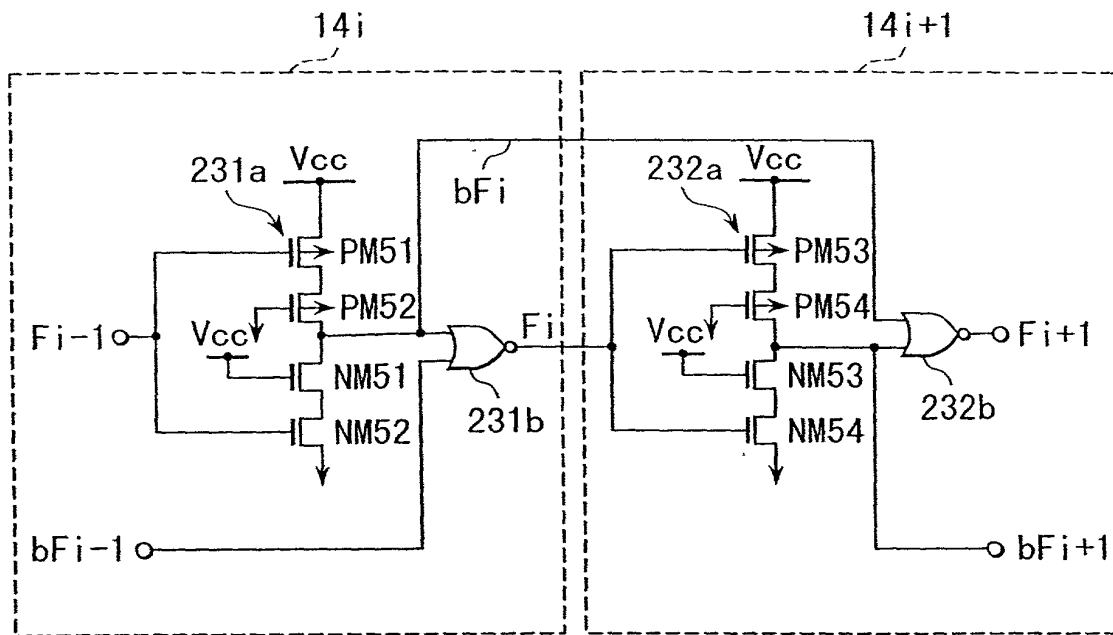 14i
14i+1
231a
Vcc
PM51
PM52
Vcc
Fi-1
NM51
NM52
231b
bFi-1
bFi
Fi
232a
Vcc
PM53
PM54
Vcc
NM53
NM54
232b
Fi+1
bFi+1